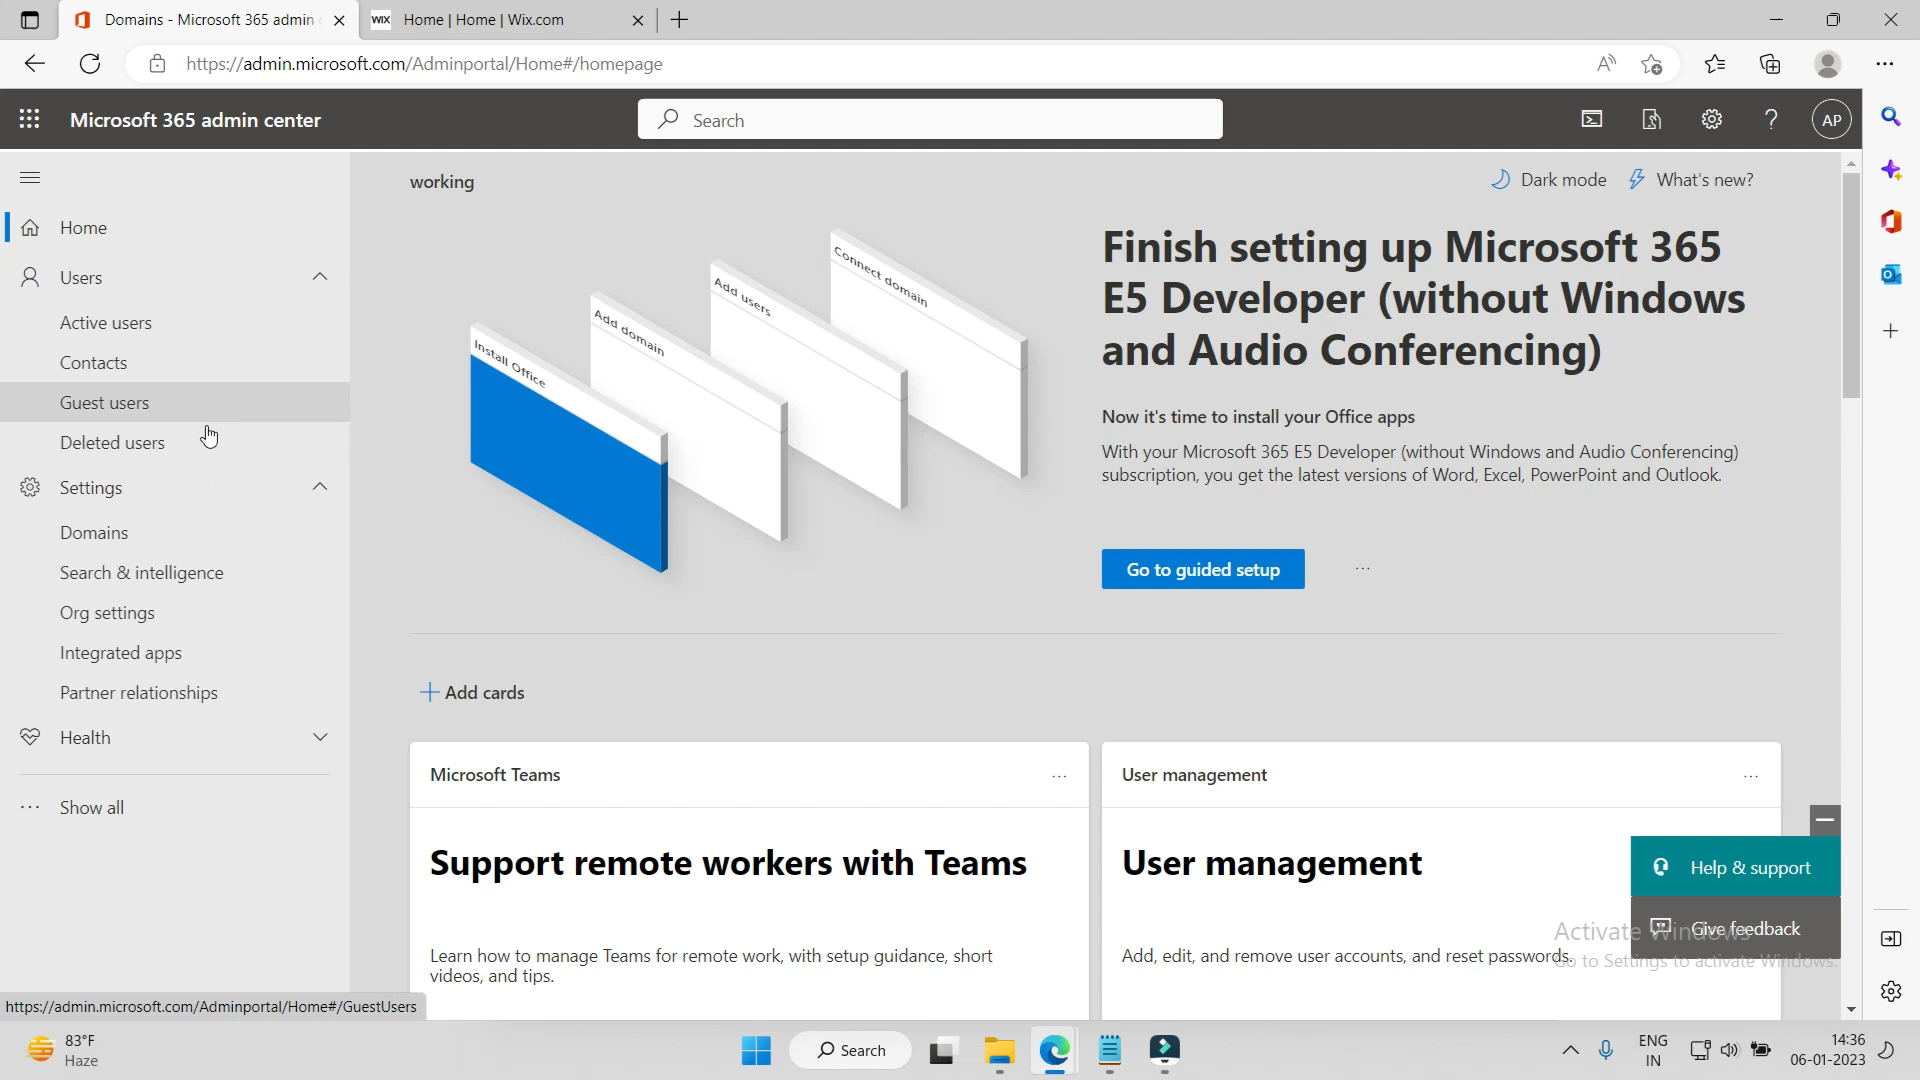 Domains - Microsoft 365 admin
WIX Home | Home | Wix.com
https://admin.microsoft.com/Adminportal/Home#/homepage
Microsoft 365 admin center
Search
AP
working
Dark mode
What's new?
Home
Users
Active users
Contacts
Guest users
Deleted users
Settings
Domains
Search & intelligence
Org settings
Integrated apps
Partner relationships
Health
Show all
Install Office
Add domain
Add users
Connect domain
Finish setting up Microsoft 365
E5 Developer (without Windows
and Audio Conferencing)
Now it's time to install your Office apps
With your Microsoft 365 E5 Developer (without Windows and Audio Conferencing)
subscription, you get the latest versions of Word, Excel, PowerPoint and Outlook.
Go to guided setup
Add cards
Microsoft Teams
Support remote workers with Teams
Learn how to manage Teams for remote work, with setup guidance, short
videos, and tips.
User management
User management
Add, edit, and remove user accounts, and reset passwords.
Help & support
Give feedback
Activate Windows
Go to Settings to activate Windows.
https://admin.microsoft.com/Adminportal/Home#/GuestUsers
83°F
Haze
Search
ENG
IN
14:36
06-01-2023